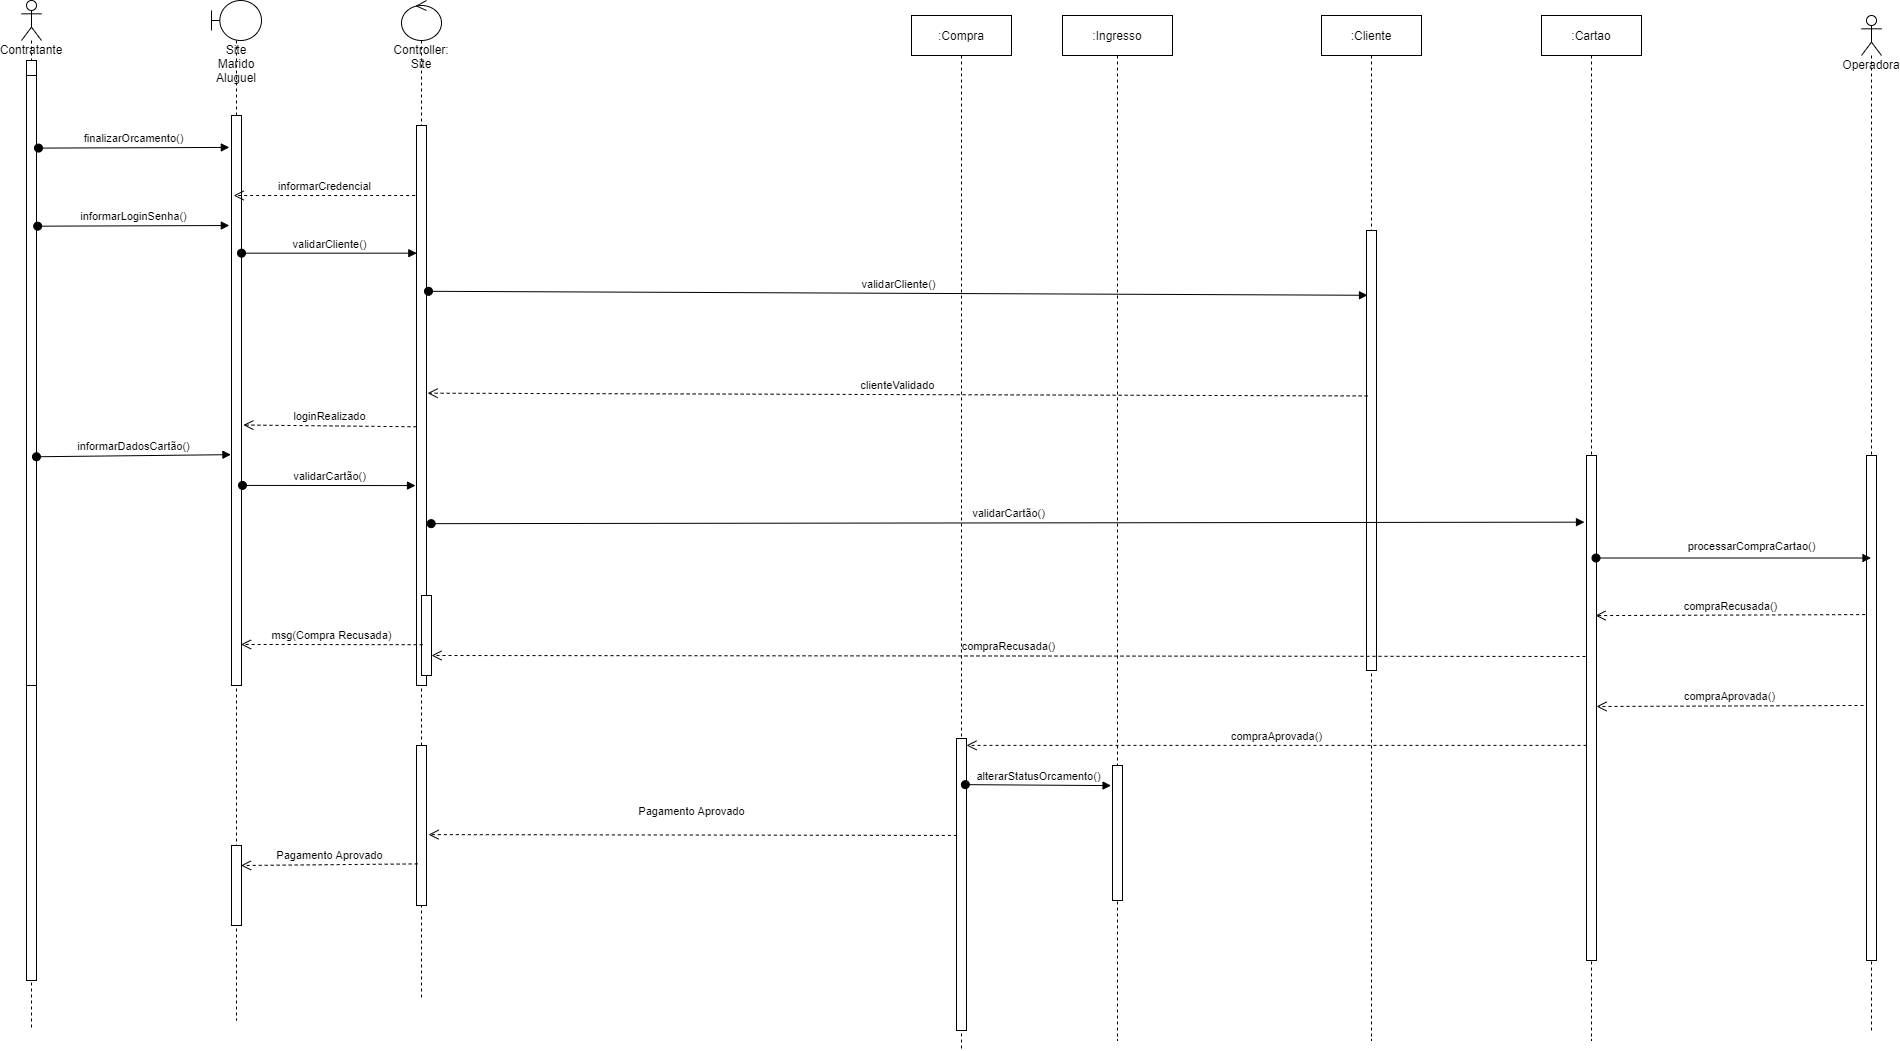 Contratante
Site
Marido
Aluguel
Controller:
Site
:Compra
:Ingresso
:Cliente
:Cartao
Operadora
finalizarOrcamento()
informarCredencial
informarLoginSenha()
validarCliente()
validarCliente()
clienteValidado
loginRealizado
informarDadosCartão()
validarCartão()
validarCartão()
processarCompraCartao()
compraRecusada()
msg(Compra Recusada)
compraRecusada()
compraAprovada()
compraAprovada()
alterarStatusOrcamento()
Pagamento Aprovado
Pagamento Aprovado